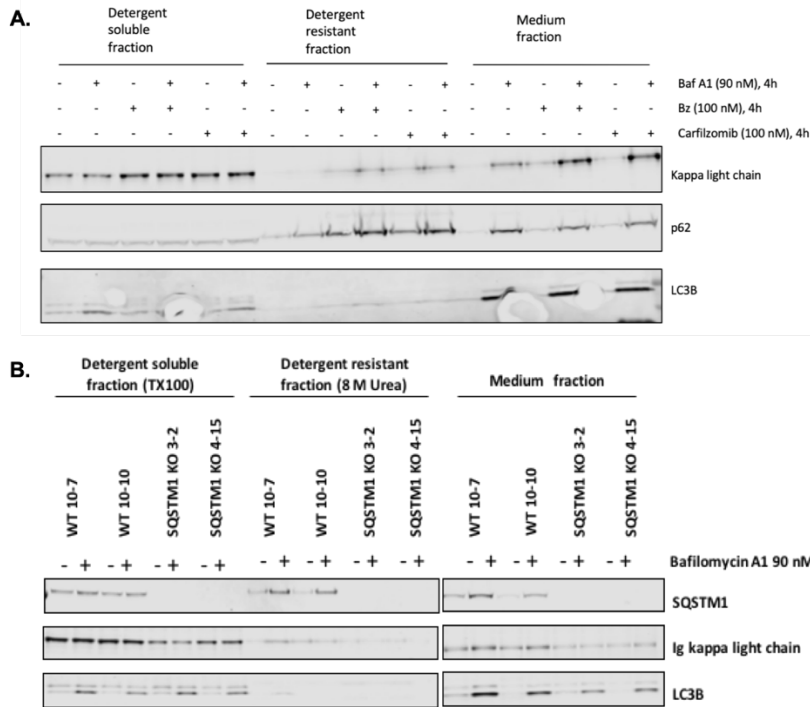 A.
Detergent soluble fraction
Detergent resistant fraction
Medium fraction
- + - + - + - + - + - + - + - + - + Baf A1 (90 nM), 4h
- - + + - - - - + + - - - - + + - - Bz (100 nM), 4h
- - - - + + - - - - + + - - - - + + Carfilzomib (100 nM), 4h
Kappa light chain
p62
LC3B
B.
Detergent soluble fraction (TX100)
Detergent resistant fraction (8 M Urea)
Medium fraction
WT 10-7 WT 10-10 SQSTM1 KO 3-2 SQSTM1 KO 4-15 WT 10-7 WT 10-10 SQSTM1 KO 3-2 SQSTM1 KO 4-15 WT 10-7 WT 10-10 SQSTM1 KO 3-2 SQSTM1 KO 4-15
- + - + - + - + - + - + - + - + - + - + - + - + Bafilomycin A1 90 nM
SQSTM1
Ig kappa light chain
LC3B